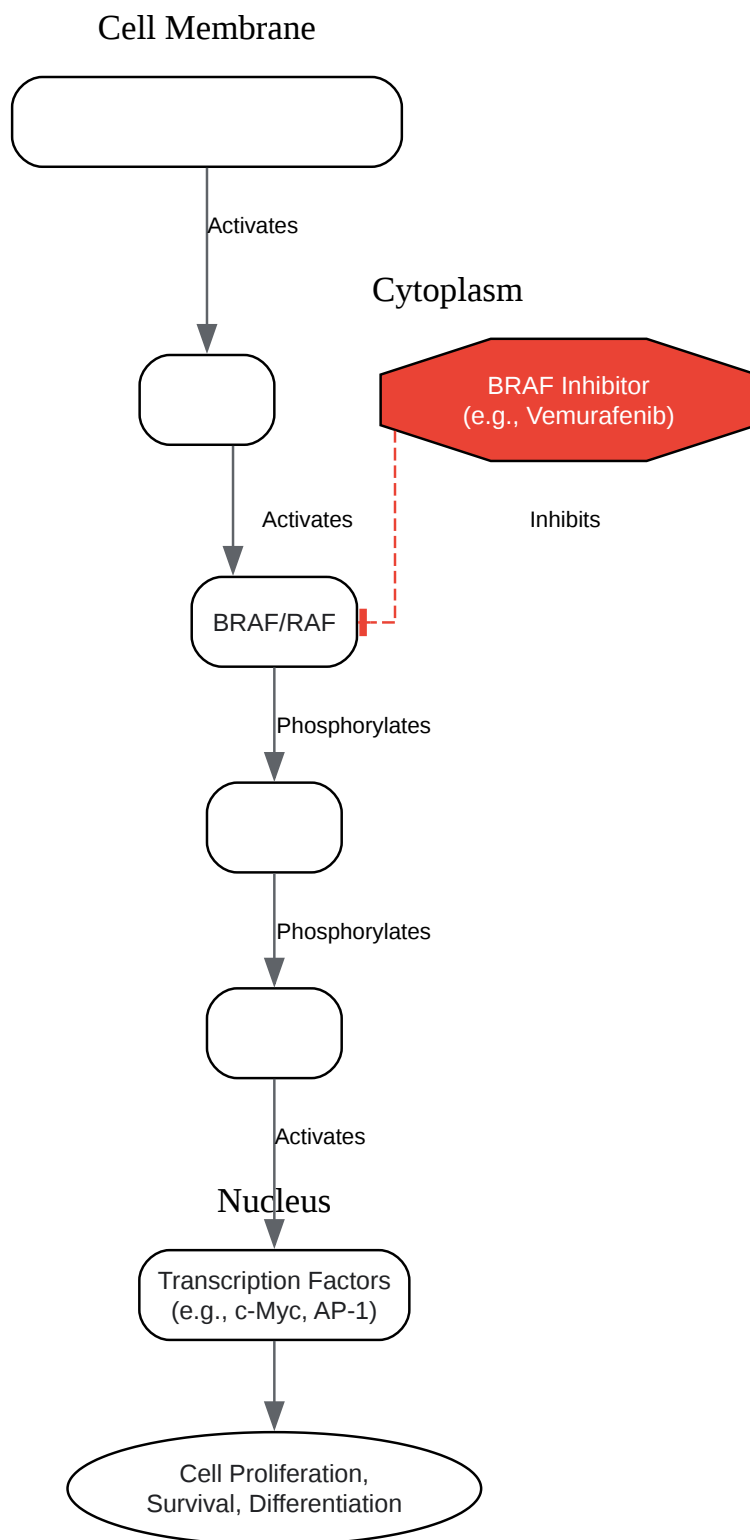 Cell Membrane
Activates
Cytoplasm
BRAF Inhibitor
(e.g., Vemurafenib)
Activates
Inhibits
BRAF/RAF
Phosphorylates
Phosphorylates
Activates
Nucleus
Transcription Factors
(e.g., c-Myc, AP-1)
Cell Proliferation,
Survival, Differentiation